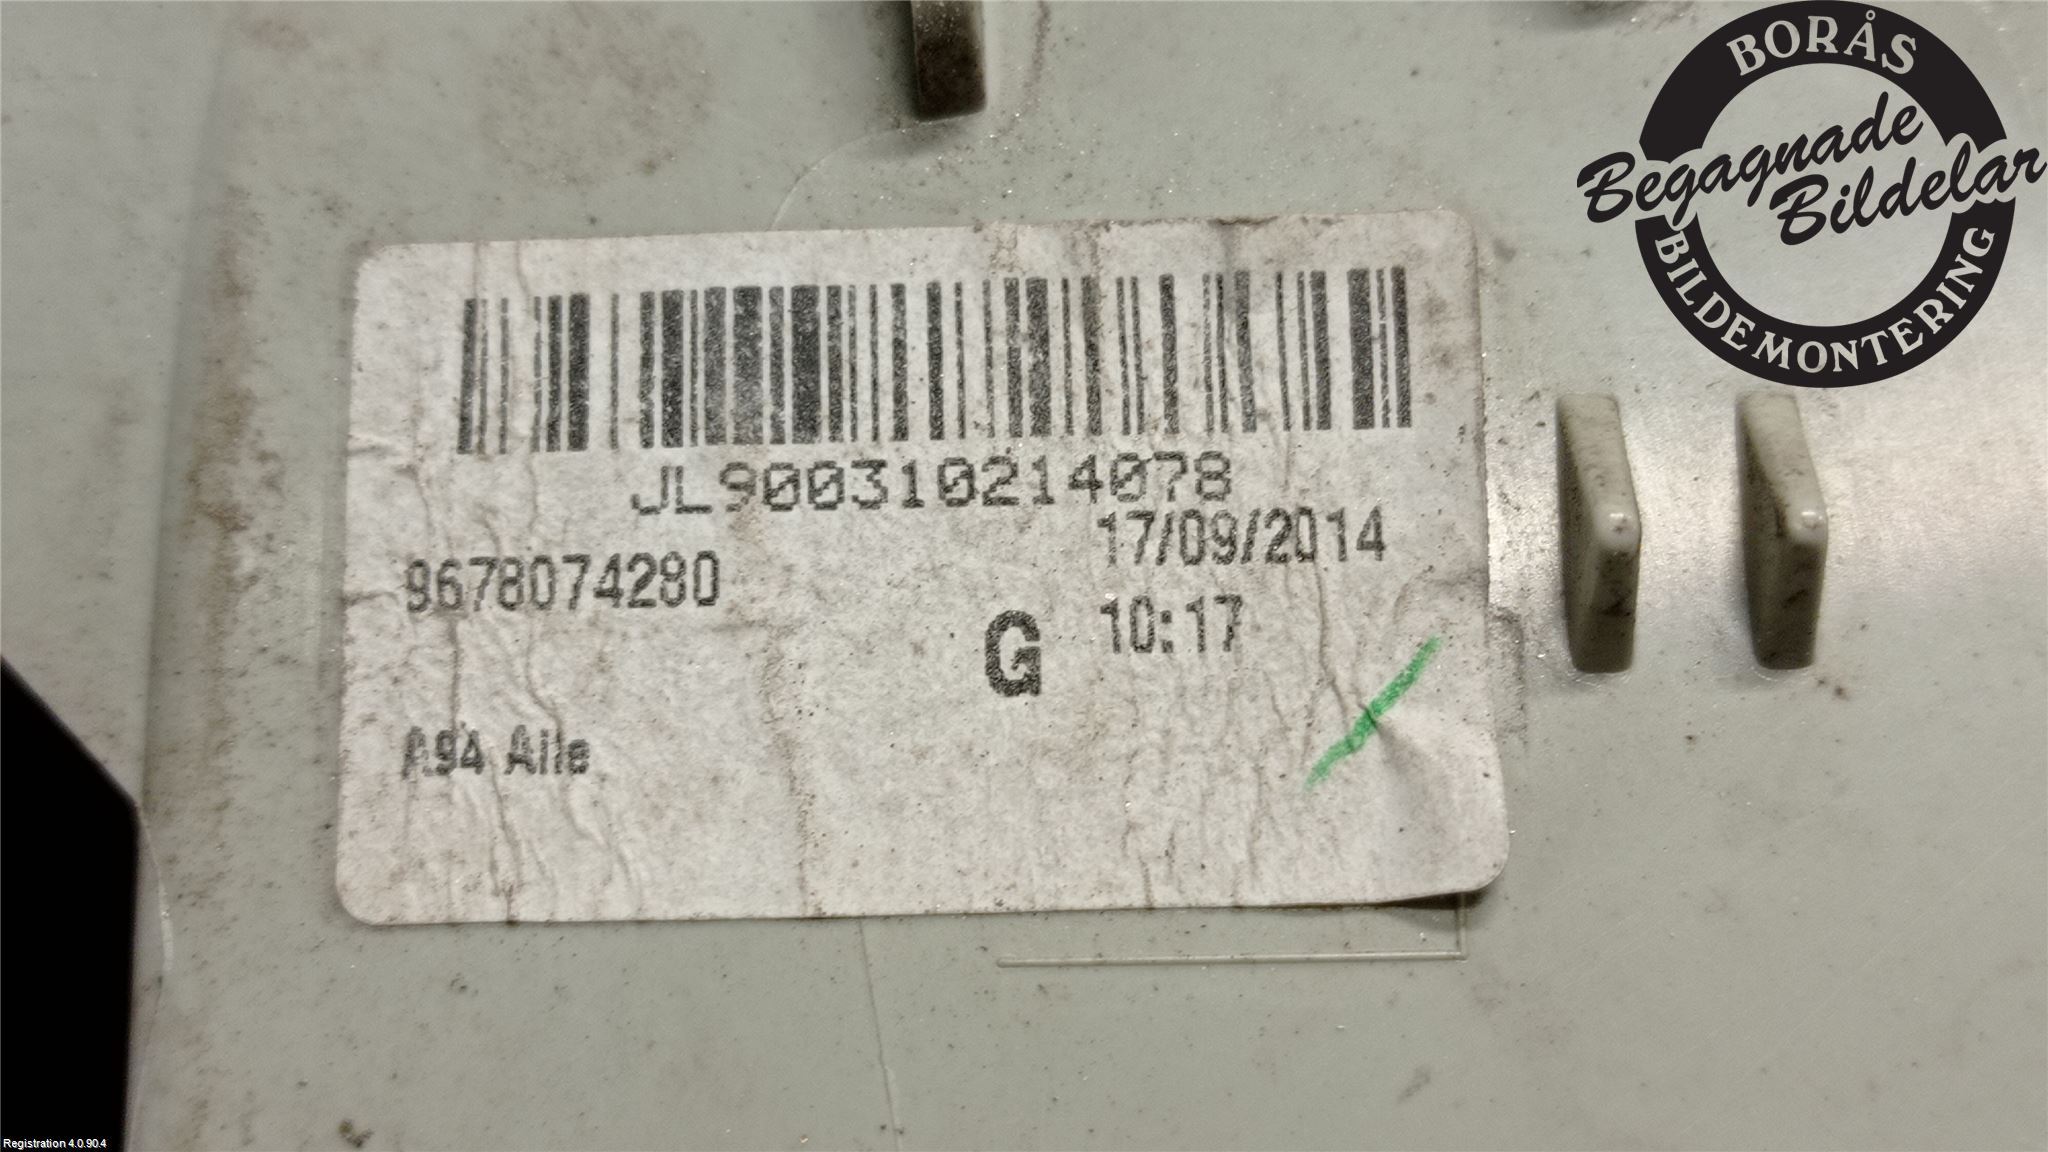 BORÅS
Begagnade
Bildelar
BILDEMONTERING
JL900310214078
17/09/2014
9678074280
G
10:17
A94 Aile
Registration 4.0.90.4